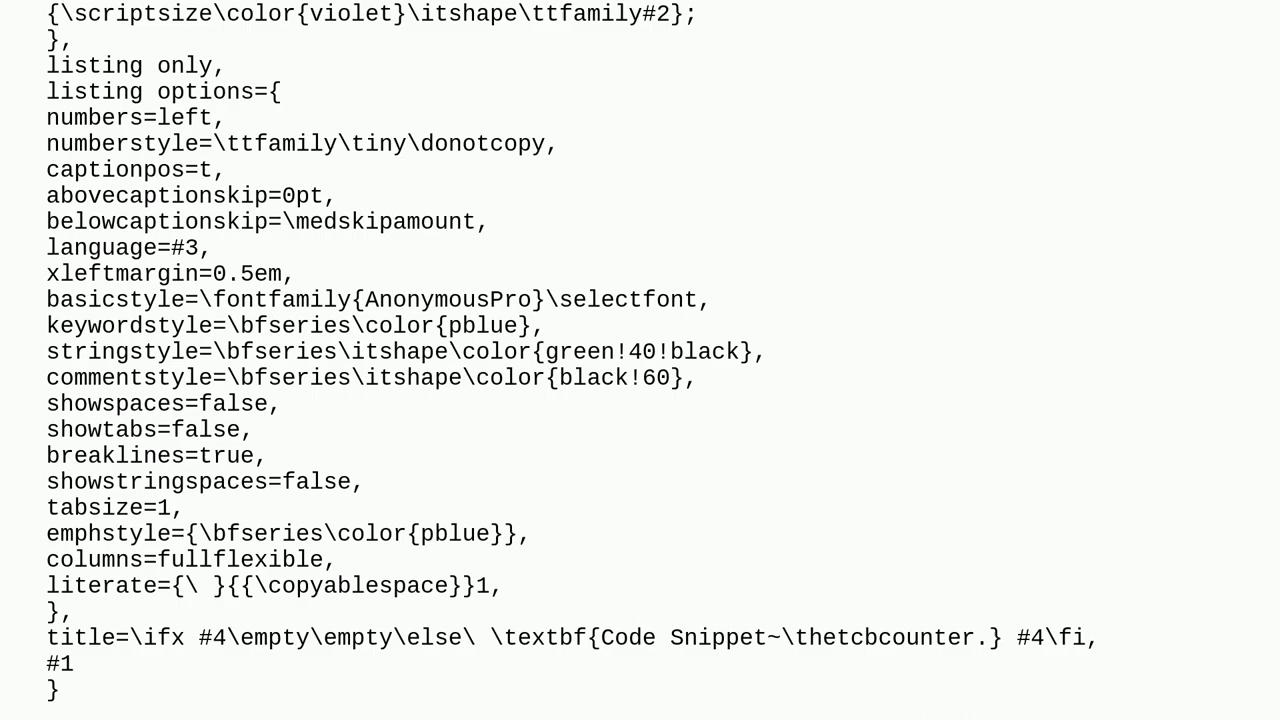 {\scriptsize\color{violet}\itshape\ttfamily#2};
},
listing only,
listing options={
numbers=left,
numberstyle=\ttfamily\tiny\donotcopy,
captionpos=t,
abovecaptionskip=0pt,
belowcaptionskip=\medskipamount,
language=#3,
xleftmargin=0.5em,
basicstyle=\fontfamily{AnonymousPro}\selectfont,
keywordstyle=\bfseries\color{pblue},
stringstyle=\bfseries\itshape\color{green!40!black},
commentstyle=\bfseries\itshape\color{black!60},
showspaces=false,
showtabs=false,
breaklines=true,
showstringspaces=false,
tabsize=1,
emphstyle={\bfseries\color{pblue}},
columns=fullflexible,
literate={\ }{{\copyablespace}}1,
},
title=\ifx #4\empty\empty\else\ \textbf{Code Snippet~\thetcbcounter.} #4\fi,
#1
}